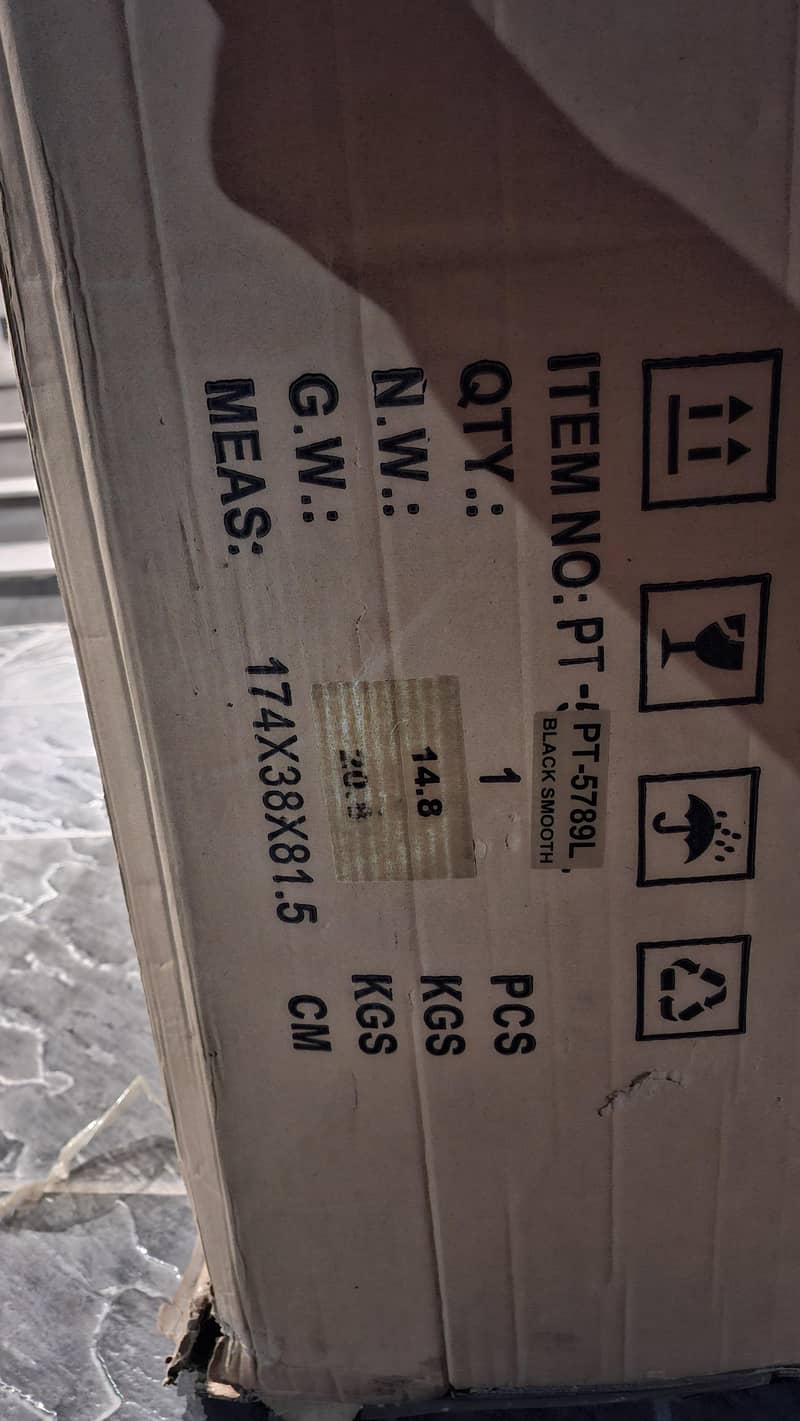 ITEM NO: PT - PT-5789L
BLACK SMOOTH
QTY.: 1 PCS
N.W.: 14.8 KGS
G.W.: KGS
MEAS: 174X38X81.5 CM